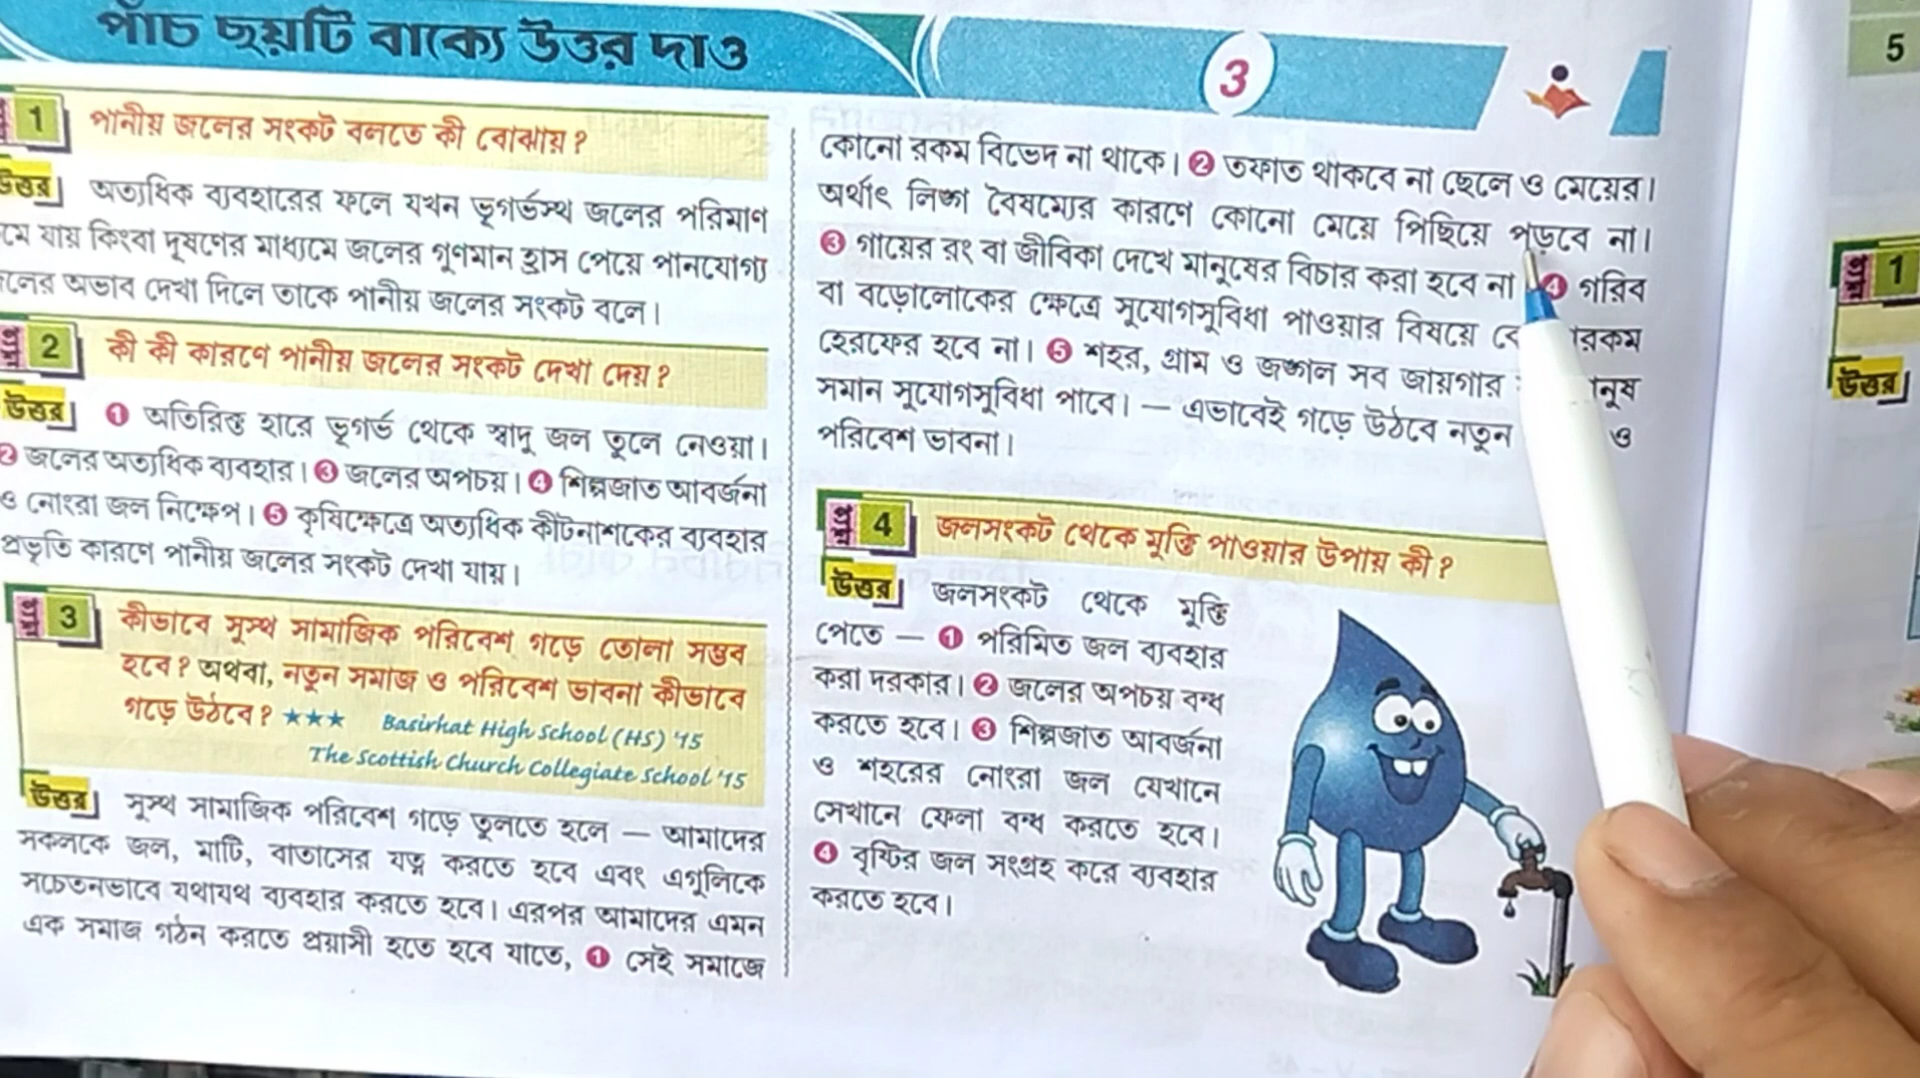 পাঁচ ছয়টি বাক্যে উত্তর দাও
3
1 পানীয় জলের সংকট বলতে কী বোঝায়?
উত্তর অত্যধিক ব্যবহারের ফলে যখন ভূগর্ভস্থ জলের পরিমাণ
যায় কিংবা দূষণের মাধ্যমে জলের গুণমান হ্রাস পেয়ে পানযোগ্য
অভাব দেখা দিলে তাকে পানীয় জলের সংকট বলে।
প্রশ্ন 2 কী কী কারণে পানীয় জলের সংকট দেখা দেয়?
উত্তর ❶ অতিরিক্ত হারে ভূগর্ভ থেকে স্বাদু জল তুলে নেওয়া।
❷ জলের অত্যধিক ব্যবহার। ❸ জলের অপচয়। ❹ শিল্পজাত আবর্জনা
ও নোংরা জল নিক্ষেপ। ❺ কৃষিক্ষেত্রে অত্যধিক কীটনাশকের ব্যবহার
প্রভৃতি কারণে পানীয় জলের সংকট দেখা যায়।
প্রশ্ন 3 কীভাবে সুস্থ সামাজিক পরিবেশ গড়ে তোলা সম্ভব
হবে? অথবা, নতুন সমাজ ও পরিবেশ ভাবনা কীভাবে
গড়ে উঠবে? ★★★ Basirhat High School (HS) '15
The Scottish Church Collegiate School '15
উত্তর সুস্থ সামাজিক পরিবেশ গড়ে তুলতে হলে — আমাদের
সকলকে জল, মাটি, বাতাসের যত্ন করতে হবে এবং এগুলিকে
সচেতনভাবে যথাযথ ব্যবহার করতে হবে। এরপর আমাদের এমন
এক সমাজ গঠন করতে প্রয়াসী হতে হবে যাতে, ❶ সেই সমাজে
কোনো রকম বিভেদ না থাকে। ❷ তফাত থাকবে না ছেলে ও মেয়ের।
অর্থাৎ লিঙ্গ বৈষম্যের কারণে কোনো মেয়ে পিছিয়ে পড়বে না।
❸ গায়ের রং বা জীবিকা দেখে মানুষের বিচার করা হবে না ❹ গরিব
বা বড়োলোকের ক্ষেত্রে সুযোগসুবিধা পাওয়ার বিষয়ে
হেরফের হবে না। ❺ শহর, গ্রাম ও জঙ্গল সব জায়গার
সমান সুযোগসুবিধা পাবে। — এভাবেই গড়ে উঠবে নতুন ও
পরিবেশ ভাবনা।
প্রশ্ন 4 জলসংকট থেকে মুক্তি পাওয়ার উপায় কী?
উত্তর জলসংকট থেকে মুক্তি
পেতে — ❶ পরিমিত জল ব্যবহার
করা দরকার। ❷ জলের অপচয় বন্ধ
করতে হবে। ❸ শিল্পজাত আবর্জনা
ও শহরের নোংরা জল যেখানে
সেখানে ফেলা বন্ধ করতে হবে।
❹ বৃষ্টির জল সংগ্রহ করে ব্যবহার
করতে হবে।
5
প্রশ্ন 1
উত্তর